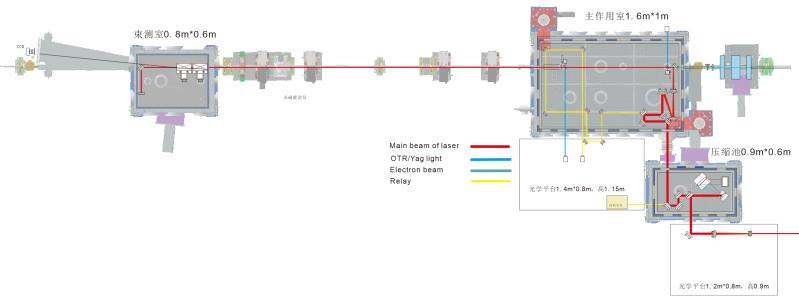 主作用室1.6m*1m
束测室0.8m*0.6m
CCD
压缩池0.9m*0.6m
Main beam of laser
OTR/Yag light
Electron beam
Relay
光学平台1.4m*0.8m，高1.15m
光学平台1.2m*0.8m，高0.9m